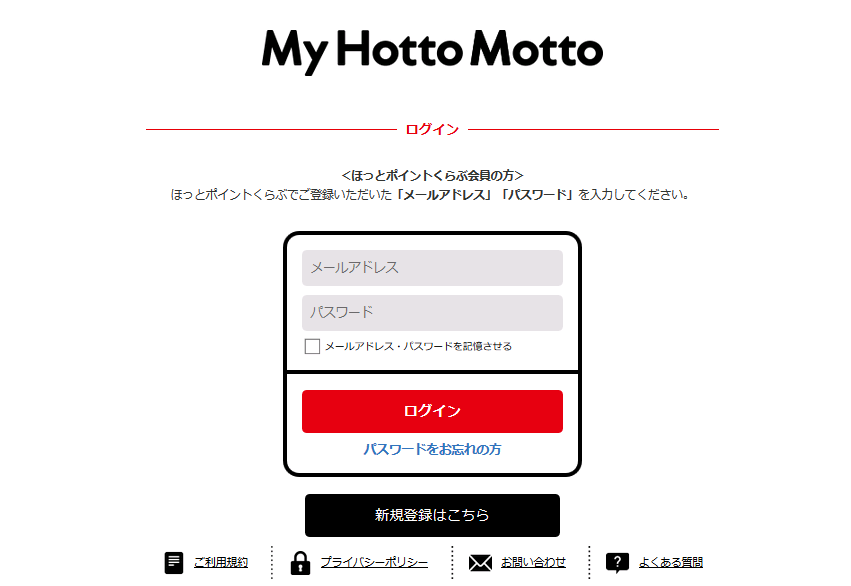 My Hotto Motto
ログイン
<ほっとポイントくらぶ会員の方>
ほっとポイントくらぶでご登録いただいた「メールアドレス」「パスワード」を入力してください。
メールアドレス
パスワード
メールアドレス・パスワードを記憶させる
ログイン
パスワードをお忘れの方
新規登録はこちら
ご利用規約 プライバシーポリシー お問い合わせ よくある質問